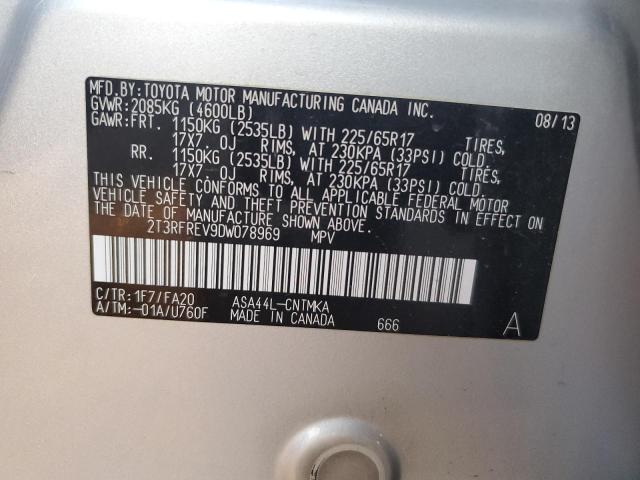 MFD.BY:TOYOTA MOTOR MANUFACTURING CANADA INC.
GVWR:2085KG (4600LB) 08/13
GAWR:FRT. 1150KG (2535LB) WITH 225/65R17 TIRES,
17X7. 0J RIMS, AT 230KPA (33PSI) COLD.
RR. 1150KG (2535LB) WITH 225/65R17 TIRES,
17X7. 0J RIMS, AT 230KPA (33PSI) COLD.
THIS VEHICLE CONFORMS TO ALL APPLICABLE FEDERAL MOTOR
VEHICLE SAFETY AND THEFT PREVENTION STANDARDS IN EFFECT ON
THE DATE OF MANUFACTURE SHOWN ABOVE.
2T3RFREV9DW078969 MPV
C/TR:1F7/FA20 ASA44L-CNTMKA
A/TM:-01A/U760F MADE IN CANADA 666 A